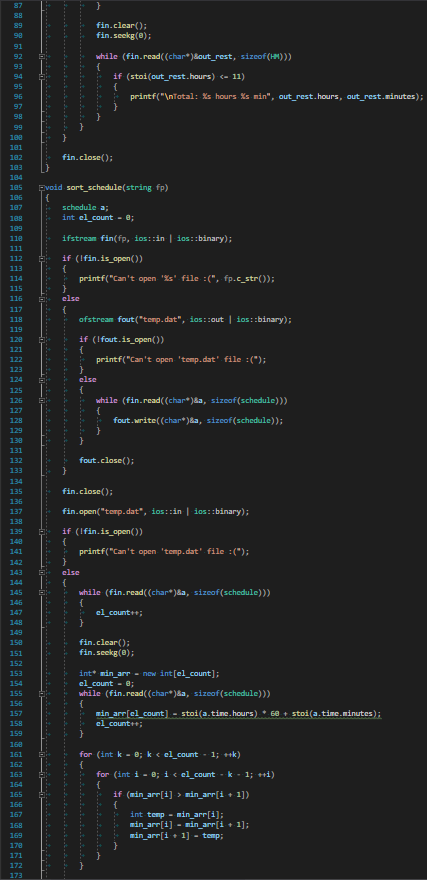 87 }
88
89 fin.clear();
90 fin.seekg(0);
91
92 while (fin.read((char*)&out_rest, sizeof(HM)))
93 {
94 if (stoi(out_rest.hours) <= 11)
95 {
96 printf("\nTotal: %s hours %s min", out_rest.hours, out_rest.minutes);
97 }
98 }
99 }
100 }
101
102 fin.close();
103 }
104
105 void sort_schedule(string fp)
106 {
107 schedule a;
108 int el_count = 0;
109
110 ifstream fin(fp, ios::in | ios::binary);
111
112 if (!fin.is_open())
113 {
114 printf("Can't open '%s' file :(", fp.c_str());
115 }
116 else
117 {
118 ofstream fout("temp.dat", ios::out | ios::binary);
119
120 if (!fout.is_open())
121 {
122 printf("Can't open 'temp.dat' file :(");
123 }
124 else
125 {
126 while (fin.read((char*)&a, sizeof(schedule)))
127 {
128 fout.write((char*)&a, sizeof(schedule));
129 }
130 }
131
132 fout.close();
133 }
134
135 fin.close();
136
137 fin.open("temp.dat", ios::in | ios::binary);
138
139 if (!fin.is_open())
140 {
141 printf("Can't open 'temp.dat' file :(");
142 }
143 else
144 {
145 while (fin.read((char*)&a, sizeof(schedule)))
146 {
147 el_count++;
148 }
149
150 fin.clear();
151 fin.seekg(0);
152
153 int* min_arr = new int[el_count];
154 el_count = 0;
155 while (fin.read((char*)&a, sizeof(schedule)))
156 {
157 min_arr[el_count] = stoi(a.time.hours) * 60 + stoi(a.time.minutes);
158 el_count++;
159 }
160
161 for (int k = 0; k < el_count - 1; ++k)
162 {
163 for (int i = 0; i < el_count - k - 1; ++i)
164 {
165 if (min_arr[i] > min_arr[i + 1])
166 {
167 int temp = min_arr[i];
168 min_arr[i] = min_arr[i + 1];
169 min_arr[i + 1] = temp;
170 }
171 }
172 }
173